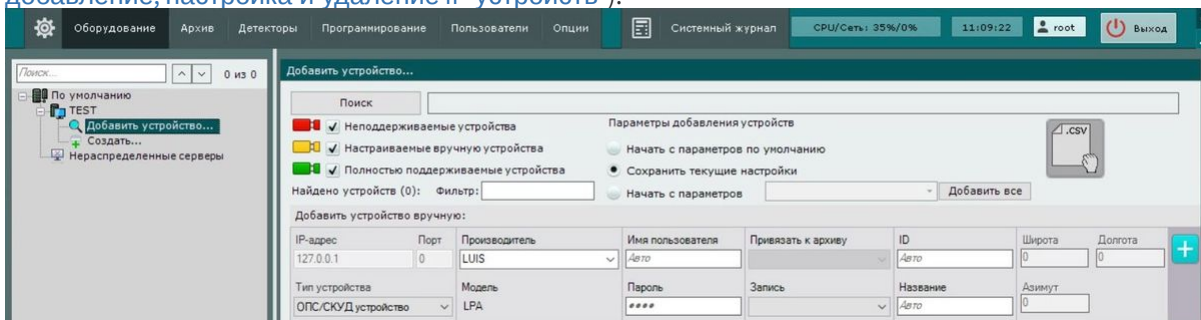 добавление, настройка и удаление IP-устройств").
Оборудование Архив Детекторы Программирование Пользователи Опции Системный журнал CPU/Сеть: 35%/0% 11:09:22 root Выход
Поиск... 0 из 0 Добавить устройство...
По умолчанию
TEST
Добавить устройство...
Создать...
Нераспределенные серверы
Поиск
Неподдерживаемые устройства Параметры добавления устройств .CSV
Настраиваемые вручную устройства Начать с параметров по умолчанию
Полностью поддерживаемые устройства Сохранить текущие настройки
Найдено устройств (0): Фильтр: Начать с параметров Добавить все
Добавить устройство вручную:
IP-адрес Порт Производитель Имя пользователя Привязать к архиву ID Широта Долгота
127.0.0.1 0 LUIS Авто Авто 0 0
Тип устройства Модель Пароль Запись Название Азимут
ОПС/СКУД устройство LPA **** Авто 0